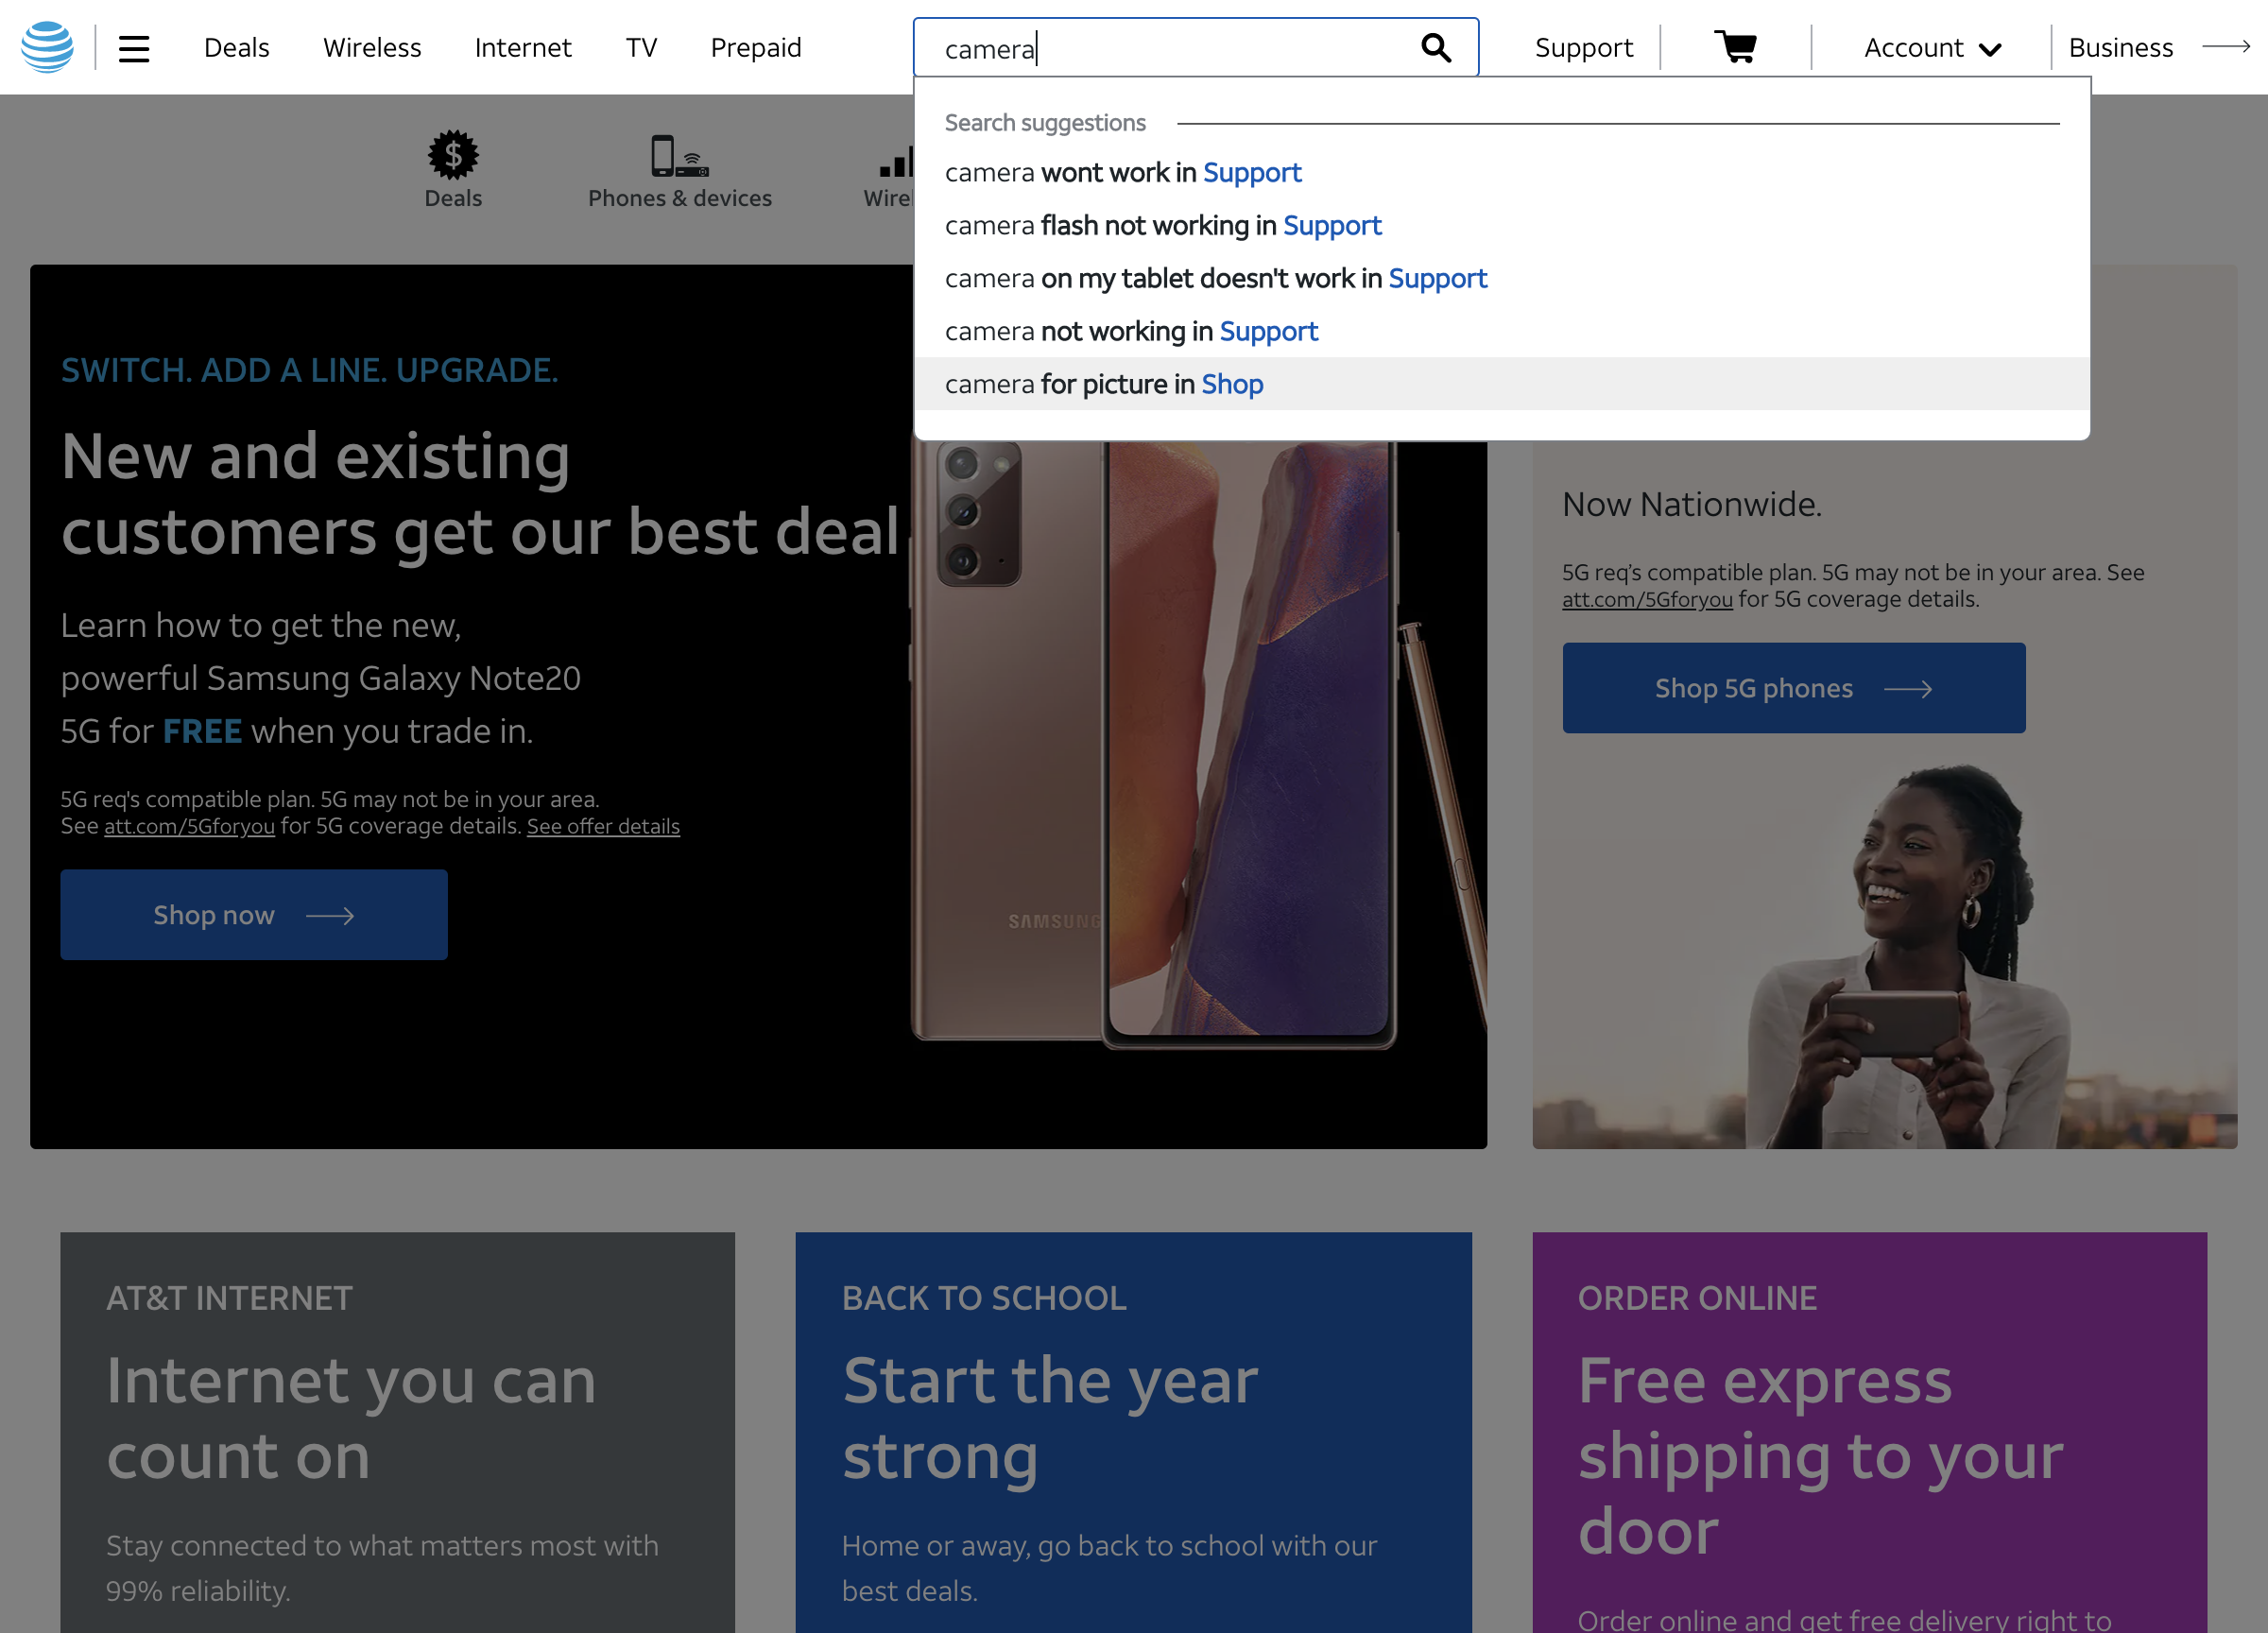 Deals
Wireless
Internet
TV
Prepaid
camera
Support
Account
Business
Search suggestions
camera wont work in Support
camera flash not working in Support
camera on my tablet doesn't work in Support
camera not working in Support
camera for picture in Shop
Deals
Phones & devices
Wirel
SWITCH. ADD A LINE. UPGRADE.
New and existing
customers get our best deal
Learn how to get the new,
powerful Samsung Galaxy Note20
5G for FREE when you trade in.
5G req's compatible plan. 5G may not be in your area.
See att.com/5Gforyou for 5G coverage details. See offer details
Shop now
SAMSUNG
Now Nationwide.
5G req’s compatible plan. 5G may not be in your area. See
att.com/5Gforyou for 5G coverage details.
Shop 5G phones
AT&T INTERNET
Internet you can
count on
Stay connected to what matters most with
99% reliability.
BACK TO SCHOOL
Start the year
strong
Home or away, go back to school with our
best deals.
ORDER ONLINE
Free express
shipping to your
door
Order online and get free delivery right to